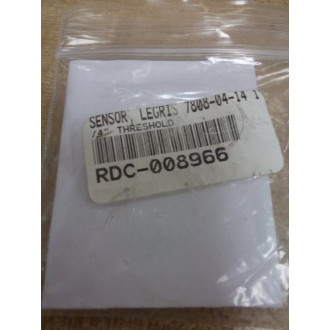 SENSOR, LEGRIS 7808-04-14 1
/4" THRESHOLD
RDC-008966